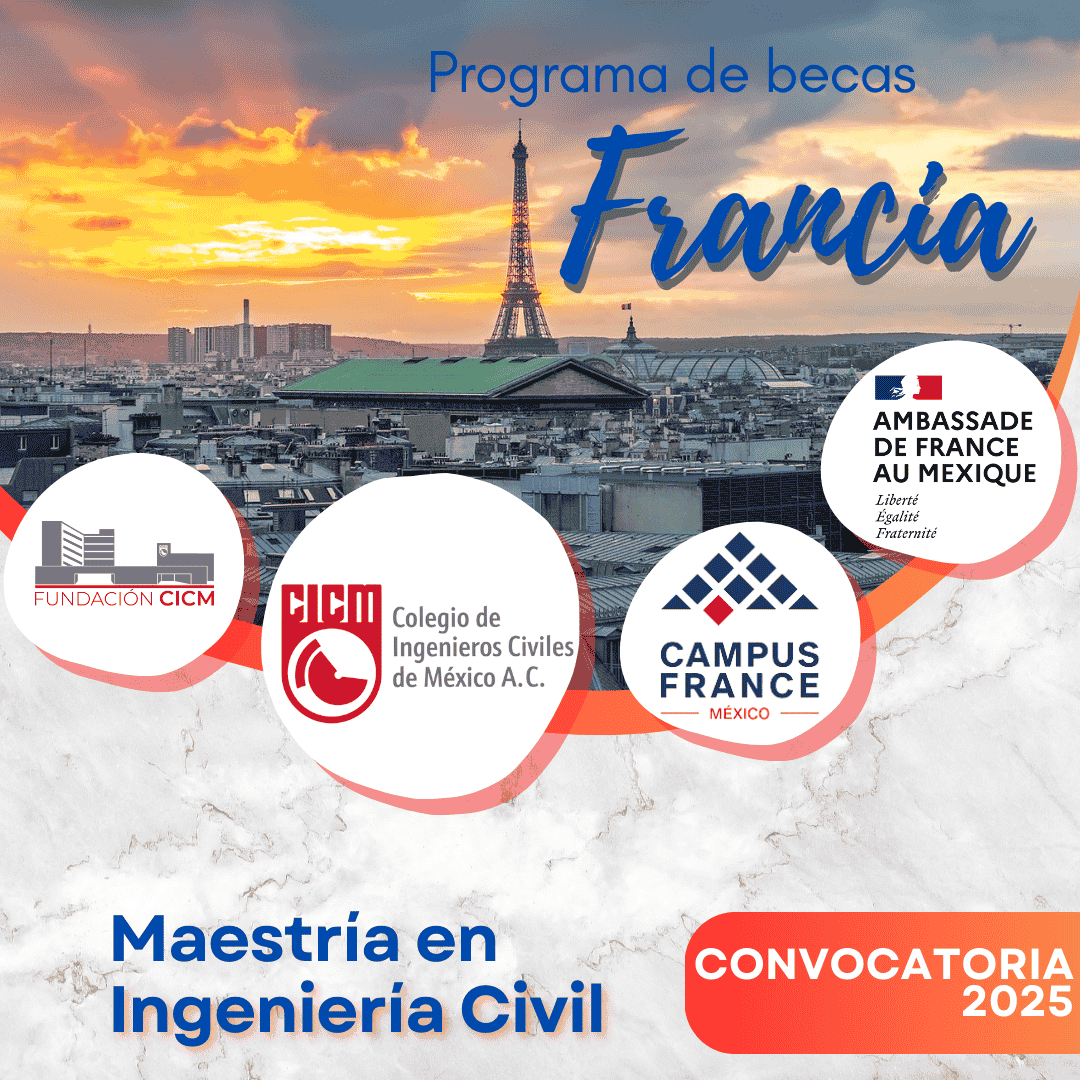 Programa de becas
Francia
AMBASSADE
DE FRANCE
AU MEXIQUE
Liberté
Égalité
Fraternité
FUNDACIÓN CICM
CICM
Colegio de
Ingenieros Civiles
de México A.C.
CAMPUS
FRANCE
MÉXICO
Maestría en
Ingeniería Civil
CONVOCATORIA
2025